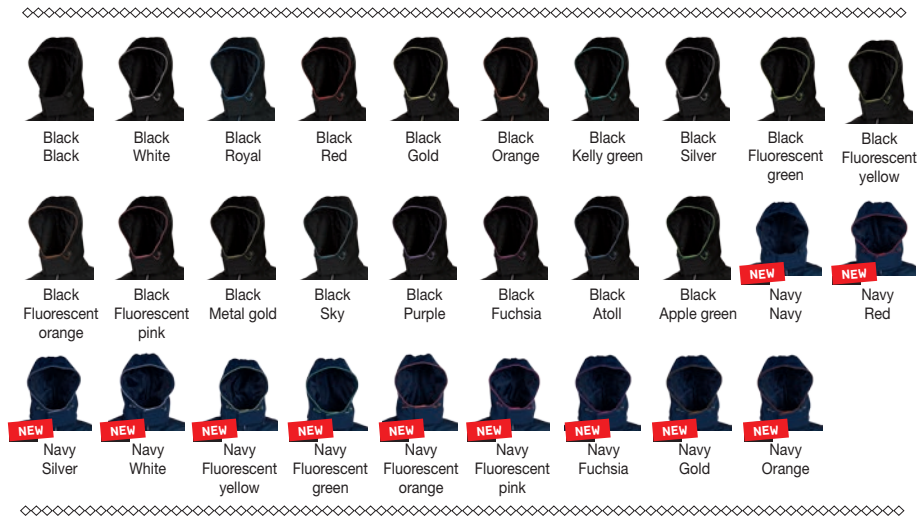 Black
Black
Black
White
Black
Royal
Black
Red
Black
Gold
Black
Orange
Black
Kelly green
Black
Silver
Black
Fluorescent
green
Black
Fluorescent
yellow
Black
Fluorescent
orange
Black
Fluorescent
pink
Black
Metal gold
Black
Sky
Black
Purple
Black
Fuchsia
Black
Atoll
Black
Apple green
NEW
Navy
Navy
NEW
Navy
Red
NEW
Navy
Silver
NEW
Navy
White
NEW
Navy
Fluorescent
yellow
NEW
Navy
Fluorescent
green
NEW
Navy
Fluorescent
orange
NEW
Navy
Fluorescent
pink
NEW
Navy
Fuchsia
NEW
Navy
Gold
NEW
Navy
Orange